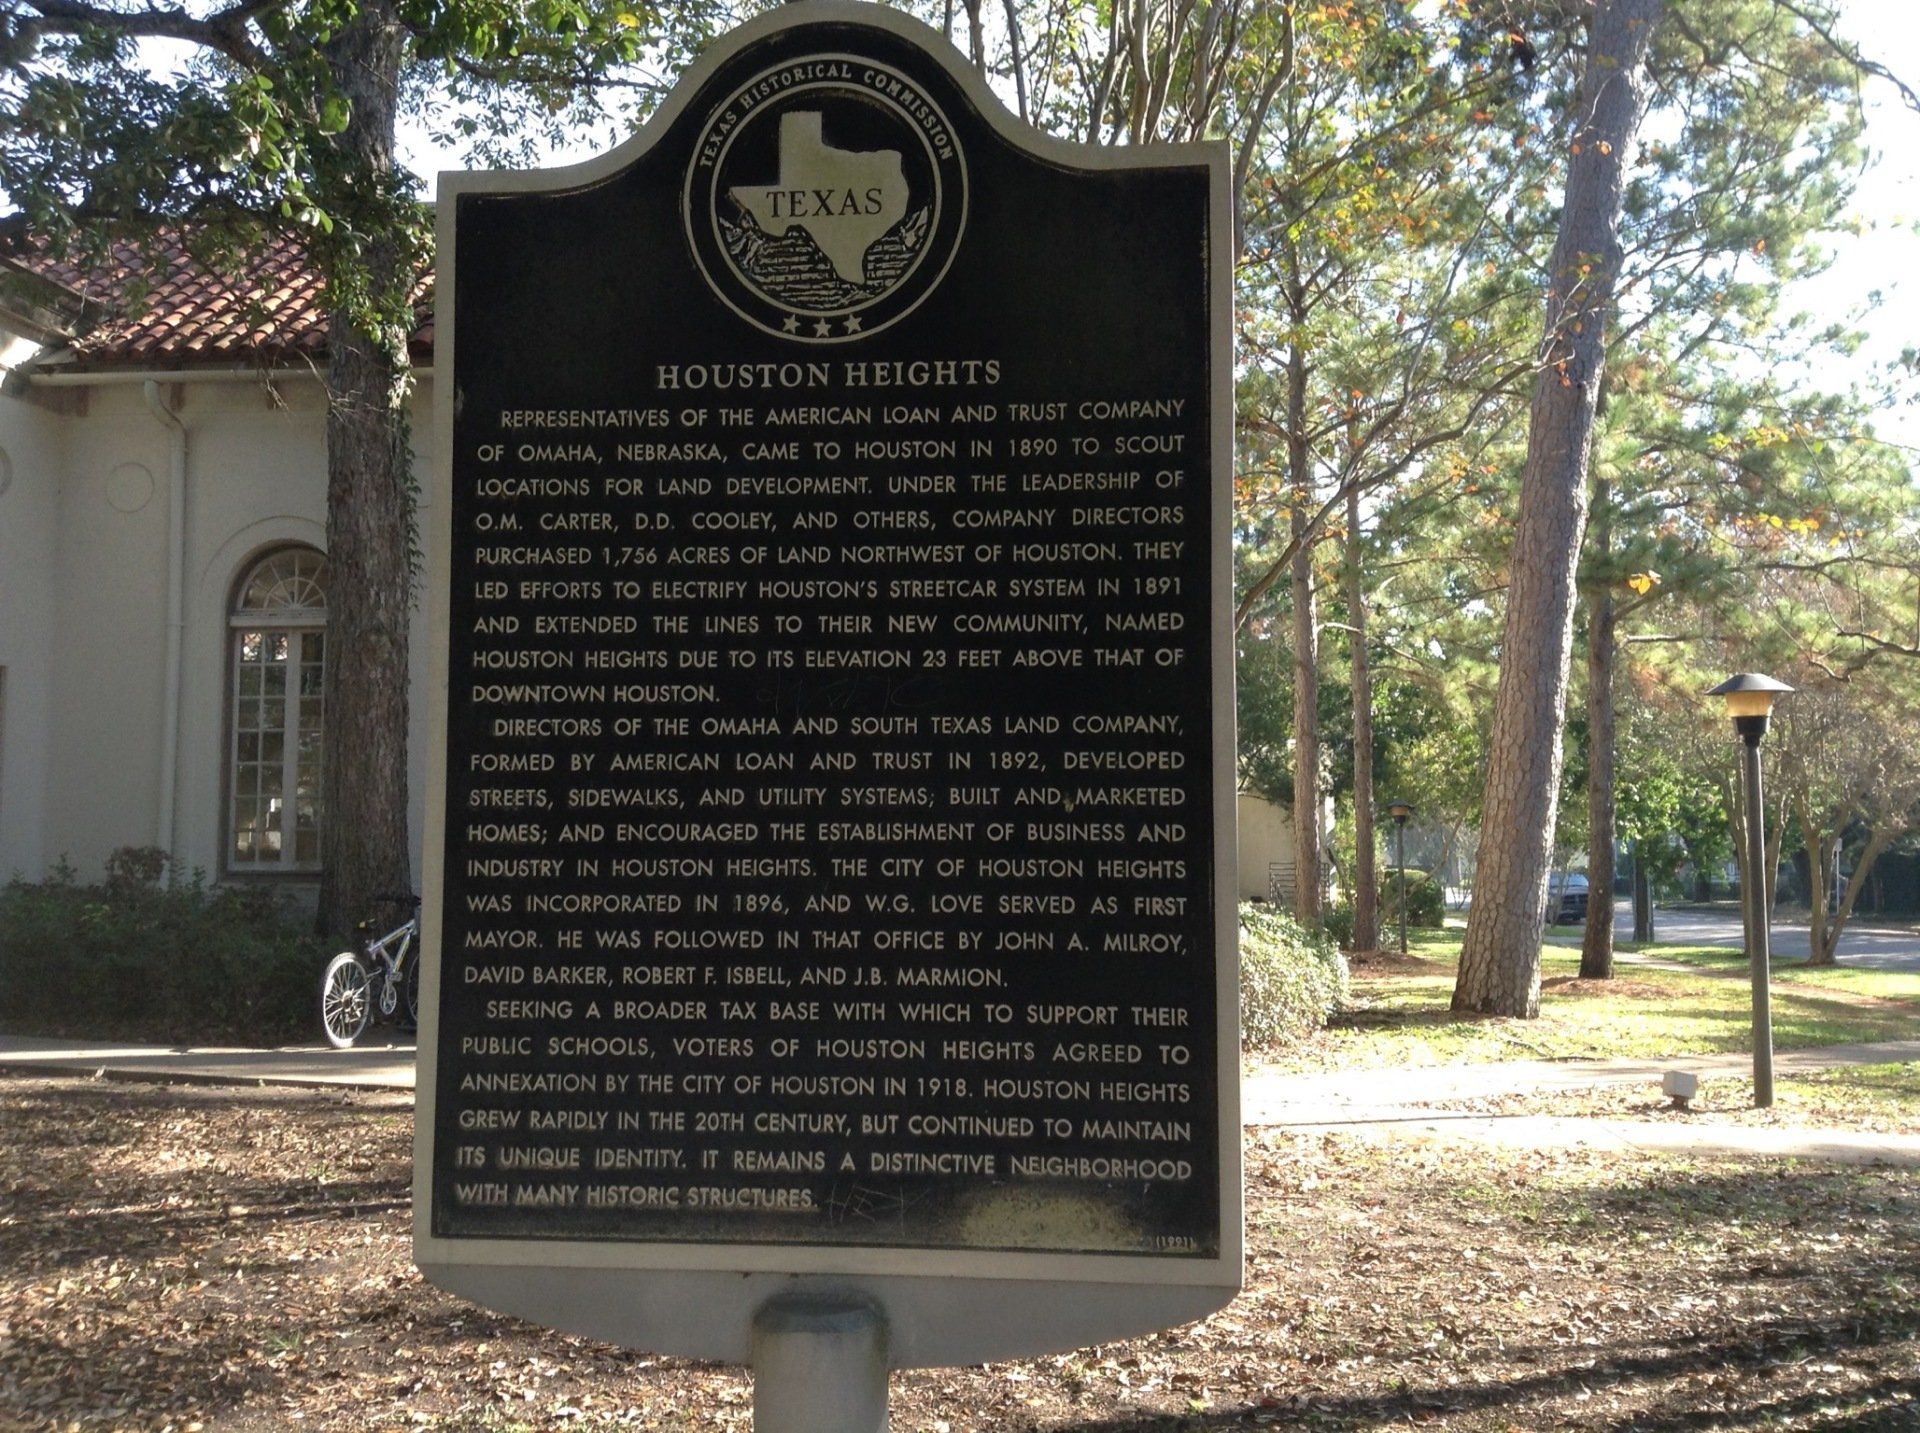 TEXAS HISTORICAL COMMISSION
TEXAS
HOUSTON HEIGHTS
REPRESENTATIVES OF THE AMERICAN LOAN AND TRUST COMPANY
OF OMAHA, NEBRASKA, CAME TO HOUSTON IN 1890 TO SCOUT
LOCATIONS FOR LAND DEVELOPMENT. UNDER THE LEADERSHIP OF
O.M. CARTER, D.D. COOLEY, AND OTHERS, COMPANY DIRECTORS
PURCHASED 1,756 ACRES OF LAND NORTHWEST OF HOUSTON. THEY
LED EFFORTS TO ELECTRIFY HOUSTON'S STREETCAR SYSTEM IN 1891
AND EXTENDED THE LINES TO THEIR NEW COMMUNITY, NAMED
HOUSTON HEIGHTS DUE TO ITS ELEVATION 23 FEET ABOVE THAT OF
DOWNTOWN HOUSTON.
DIRECTORS OF THE OMAHA AND SOUTH TEXAS LAND COMPANY,
FORMED BY AMERICAN LOAN AND TRUST IN 1892, DEVELOPED
STREETS, SIDEWALKS, AND UTILITY SYSTEMS; BUILT AND MARKETED
HOMES; AND ENCOURAGED THE ESTABLISHMENT OF BUSINESS AND
INDUSTRY IN HOUSTON HEIGHTS. THE CITY OF HOUSTON HEIGHTS
WAS INCORPORATED IN 1896, AND W.G. LOVE SERVED AS FIRST
MAYOR. HE WAS FOLLOWED IN THAT OFFICE BY JOHN A. MILROY,
DAVID BARKER, ROBERT F. ISBELL, AND J.B. MARMION.
SEEKING A BROADER TAX BASE WITH WHICH TO SUPPORT THEIR
PUBLIC SCHOOLS, VOTERS OF HOUSTON HEIGHTS AGREED TO
ANNEXATION BY THE CITY OF HOUSTON IN 1918. HOUSTON HEIGHTS
GREW RAPIDLY IN THE 20TH CENTURY, BUT CONTINUED TO MAINTAIN
ITS UNIQUE IDENTITY. IT REMAINS A DISTINCTIVE NEIGHBORHOOD
WITH MANY HISTORIC STRUCTURES.
(1991)